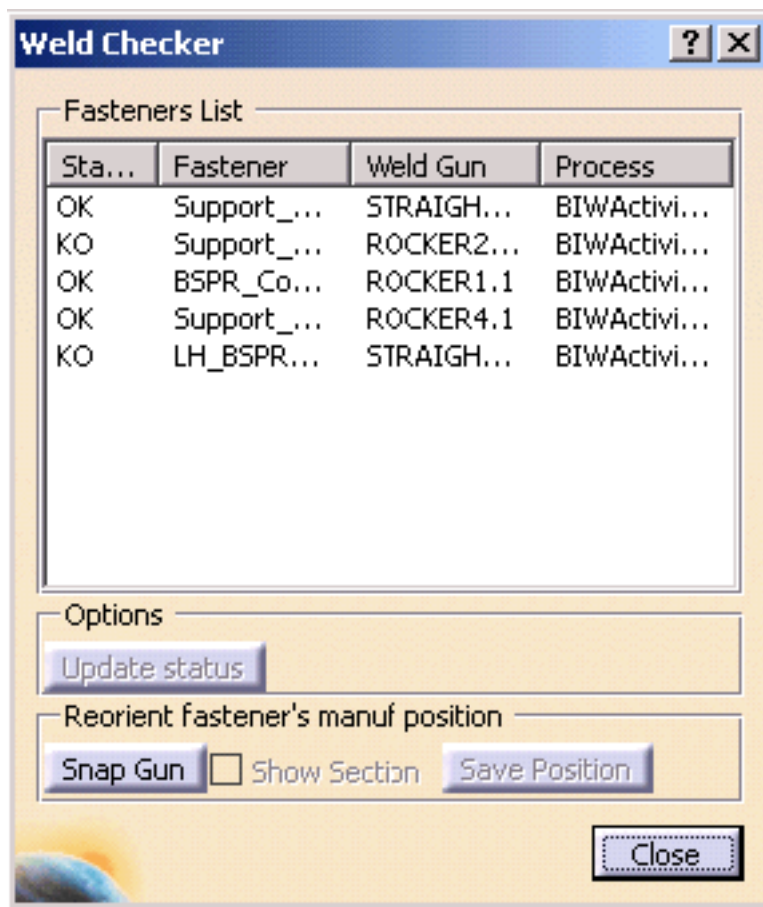 Weld Checker ? X
Fasteners List
Sta... Fastener Weld Gun Process
OK Support_... STRAIGH... BIWActivi...
KO Support_... ROCKER2... BIWActivi...
OK BSPR_Co... ROCKER1.1 BIWActivi...
OK Support_... ROCKER4.1 BIWActivi...
KO LH_BSPR... STRAIGH... BIWActivi...
Options
Update status
Reorient fastener's manuf position
Snap Gun Show Section Save Position
Close